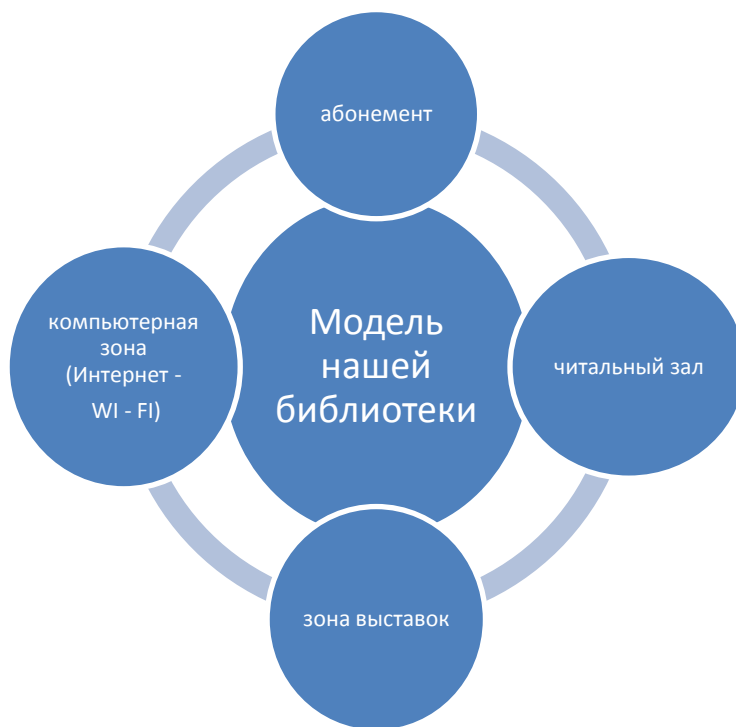 абонемент
компьютерная
зона
(Интернет -
WI - FI)
Модель
нашей
библиотеки
читальный зал
зона выставок